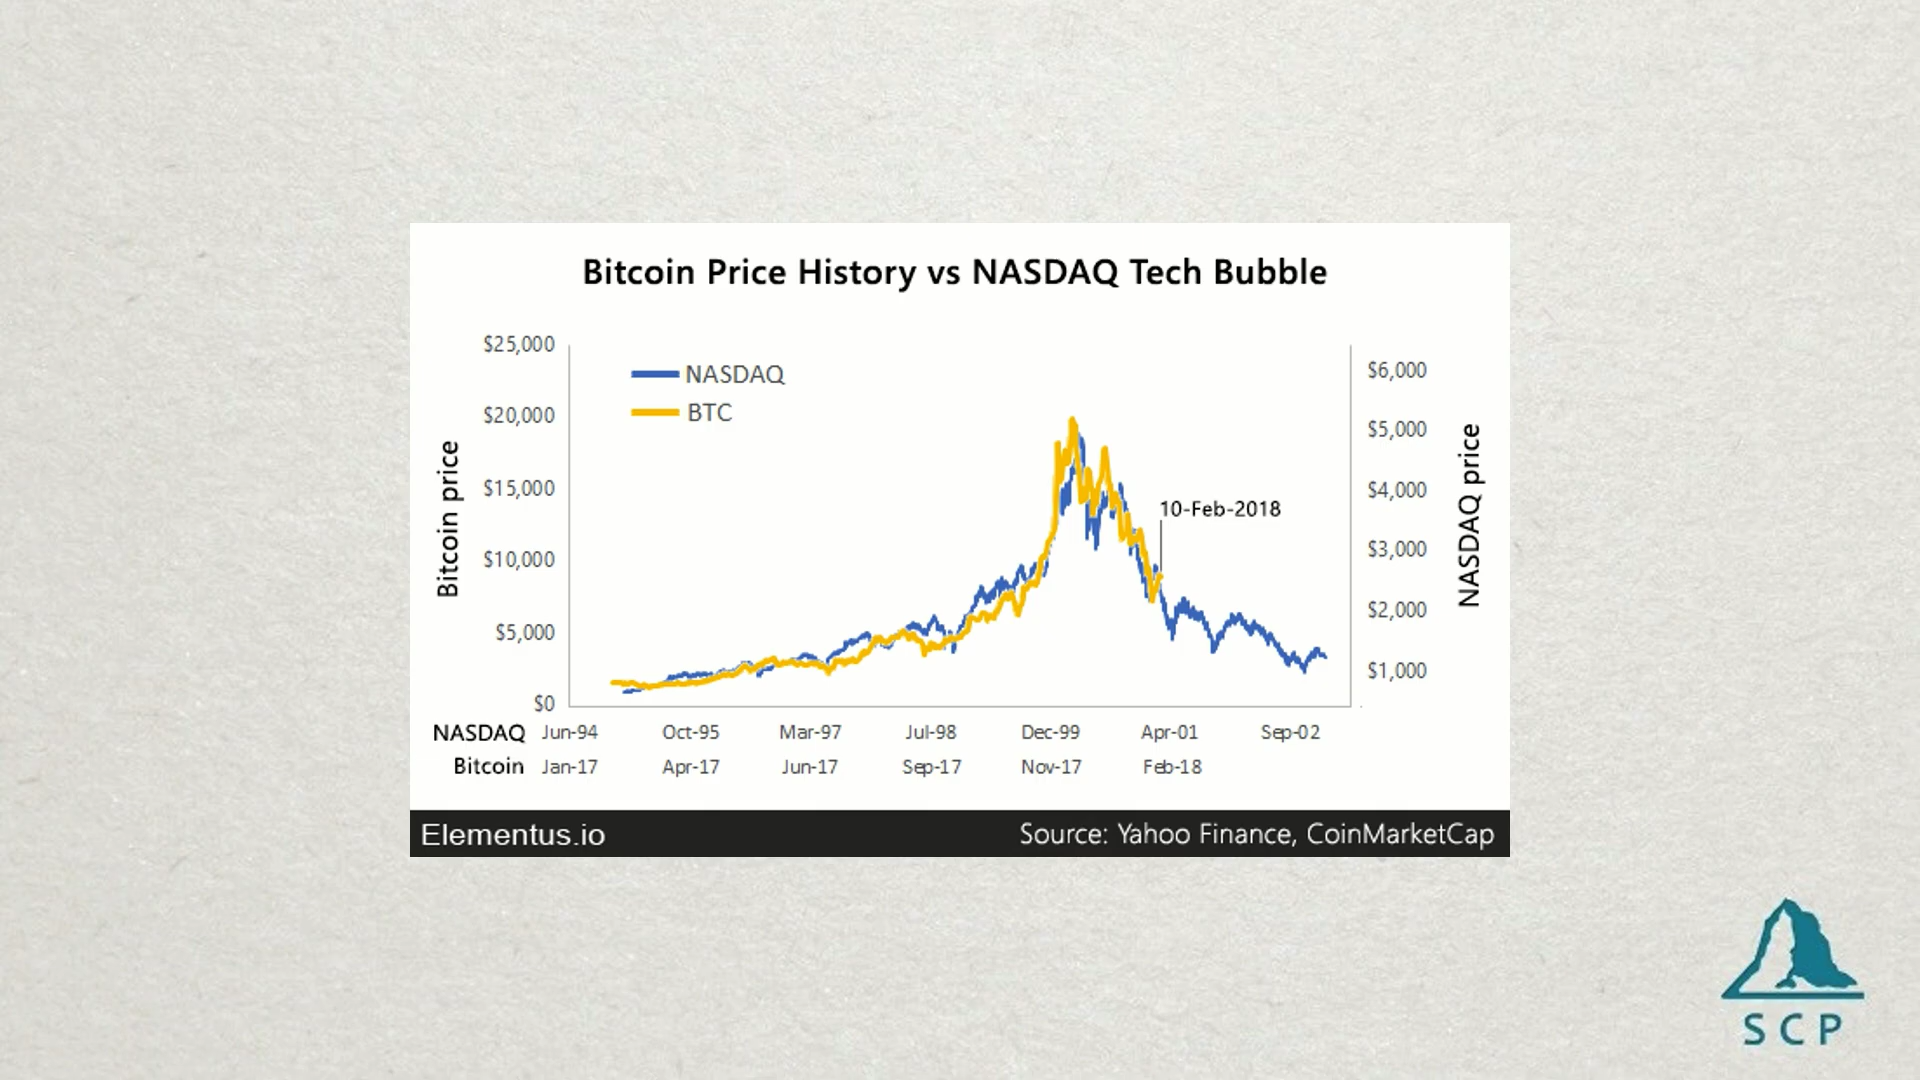 Bitcoin Price History vs NASDAQ Tech Bubble
$25,000
$20,000
$15,000
$10,000
$5,000
$0
Bitcoin price
NASDAQ
BTC
10-Feb-2018
$6,000
$5,000
$4,000
$3,000
$2,000
$1,000
NASDAQ price
NASDAQ Jun-94 Oct-95 Mar-97 Jul-98 Dec-99 Apr-01 Sep-02
Bitcoin Jan-17 Apr-17 Jun-17 Sep-17 Nov-17 Feb-18
Elementus.io
Source: Yahoo Finance, CoinMarketCap
SCP